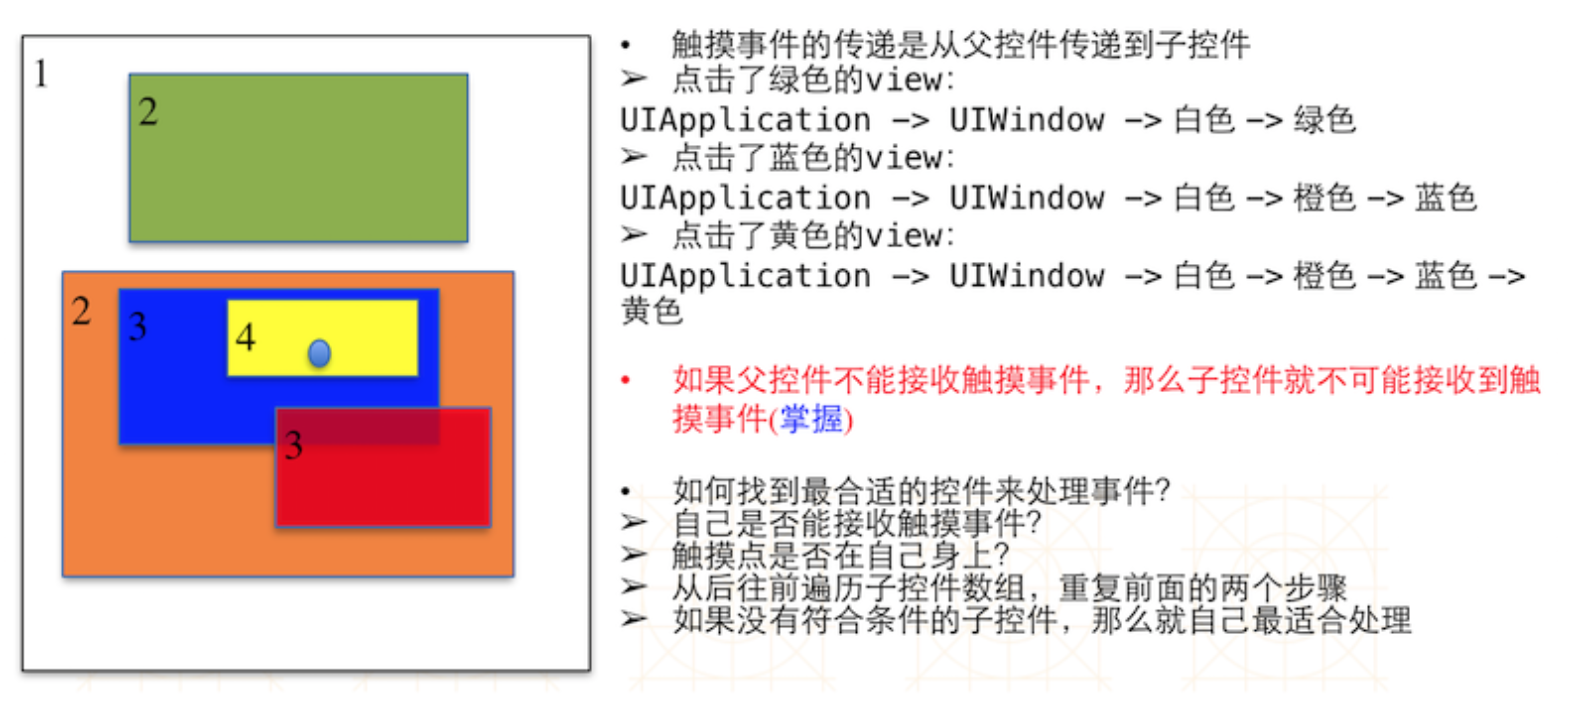 1
2
2
3
4
3
• 触摸事件的传递是从父控件传递到子控件
➢ 点击了绿色的view:
UIApplication –> UIWindow –> 白色 –> 绿色
➢ 点击了蓝色的view:
UIApplication –> UIWindow –> 白色 –> 橙色 –> 蓝色
➢ 点击了黄色的view:
UIApplication –> UIWindow –> 白色 –> 橙色 –> 蓝色 –>
黄色
• 如果父控件不能接收触摸事件，那么子控件就不可能接收到触
摸事件(掌握)
• 如何找到最合适的控件来处理事件?
➢ 自己是否能接收触摸事件?
➢ 触摸点是否在自己身上?
➢ 从后往前遍历子控件数组，重复前面的两个步骤
➢ 如果没有符合条件的子控件，那么就自己最适合处理